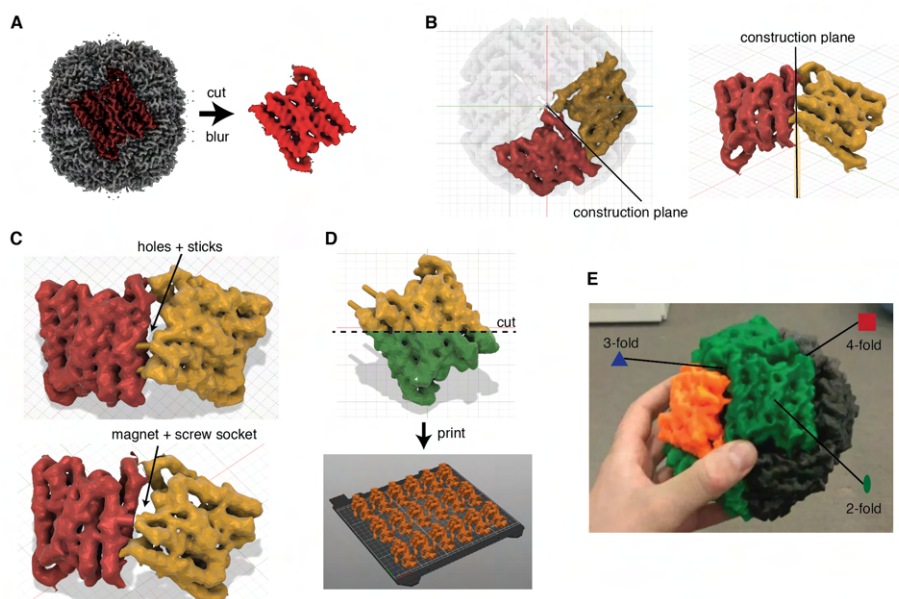 A
cut
blur
B
construction plane
construction plane
C
holes + sticks
magnet + screw socket
D
cut
print
E
3-fold
4-fold
2-fold